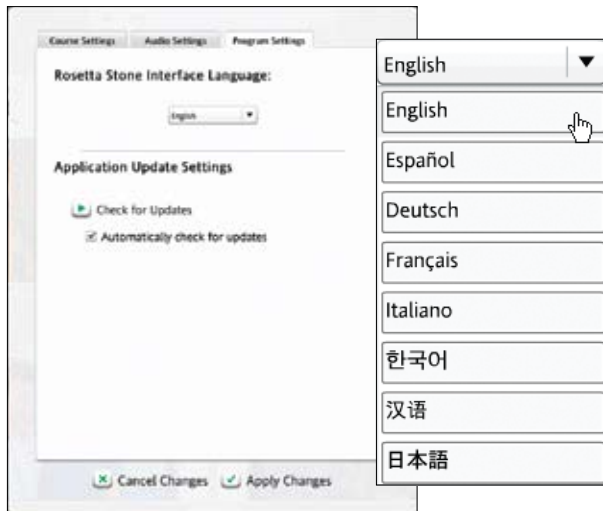 Course Settings Audio Settings Program Settings
Rosetta Stone Interface Language:
English
Application Update Settings
Check for Updates
Automatically check for updates
Cancel Changes Apply Changes
English
English
Español
Deutsch
Français
Italiano
한국어
汉语
日本語